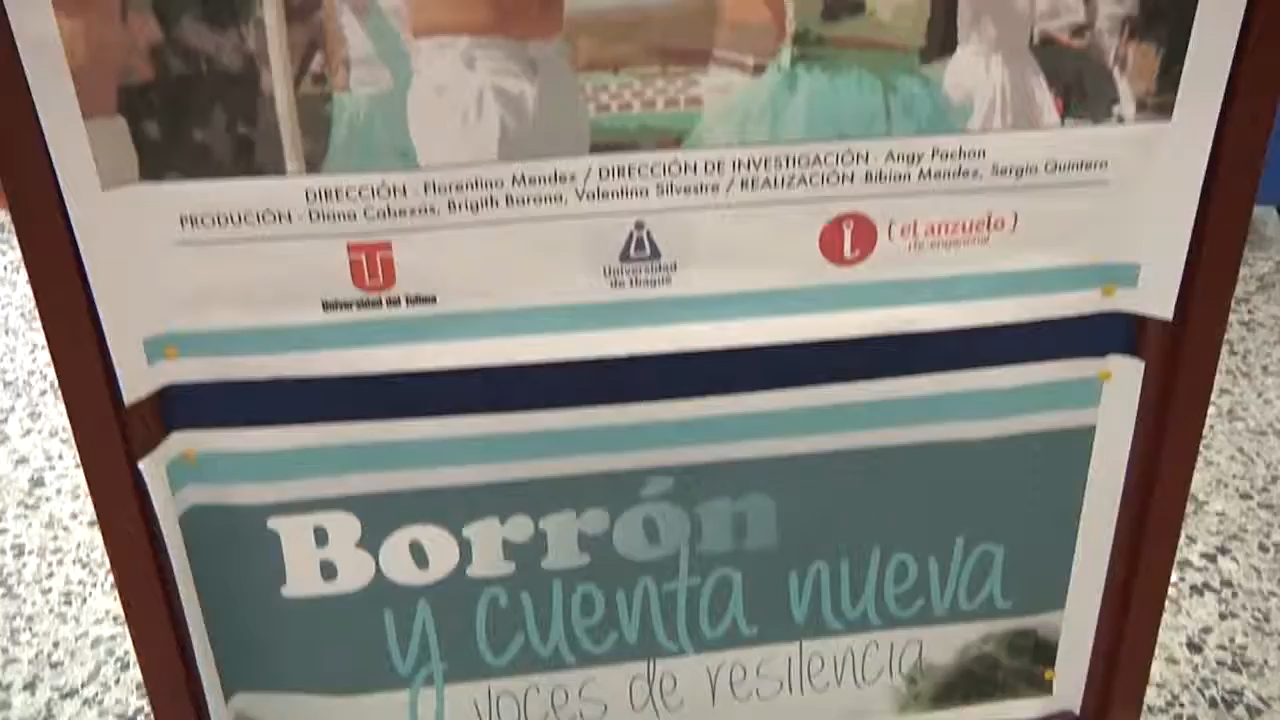 DIRECCIÓN - Florentino Mendez / DIRECCIÓN DE INVESTIGACIÓN - Angy Pachon
PRODUCIÓN - Diana Cabezas, Brigith Barona, Valentina Silvestre / REALIZACIÓN Bibian Mendez, Sergio Quintero
Universidad del Tolima
Universidad
de Ibagué
( el anzuelo )
Borrón
y cuenta nueva
voces de resilencia